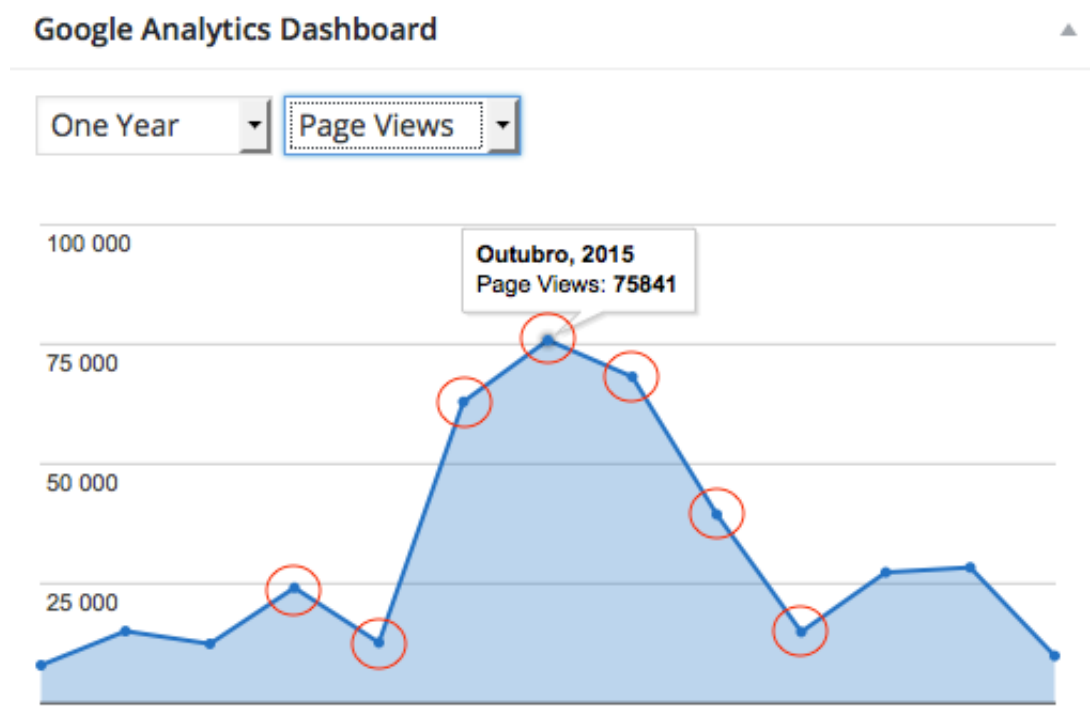 Google Analytics Dashboard
One Year
Page Views
100 000
Outubro, 2015
Page Views: 75841
75 000
50 000
25 000